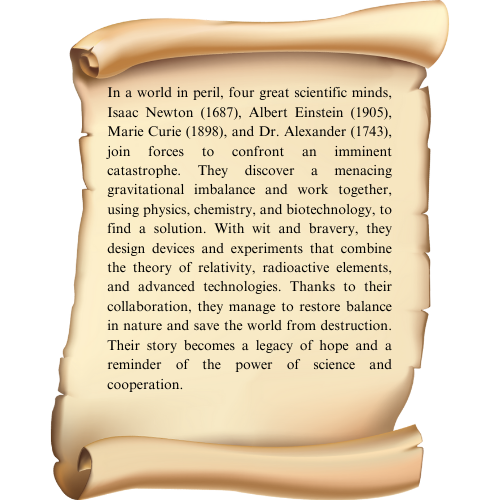 In a world in peril, four great scientific minds,
Isaac Newton (1687), Albert Einstein (1905),
Marie Curie (1898), and Dr. Alexander (1743),
join forces to confront an imminent
catastrophe. They discover a menacing
gravitational imbalance and work together,
using physics, chemistry, and biotechnology, to
find a solution. With wit and bravery, they
design devices and experiments that combine
the theory of relativity, radioactive elements,
and advanced technologies. Thanks to their
collaboration, they manage to restore balance
in nature and save the world from destruction.
Their story becomes a legacy of hope and a
reminder of the power of science and
cooperation.